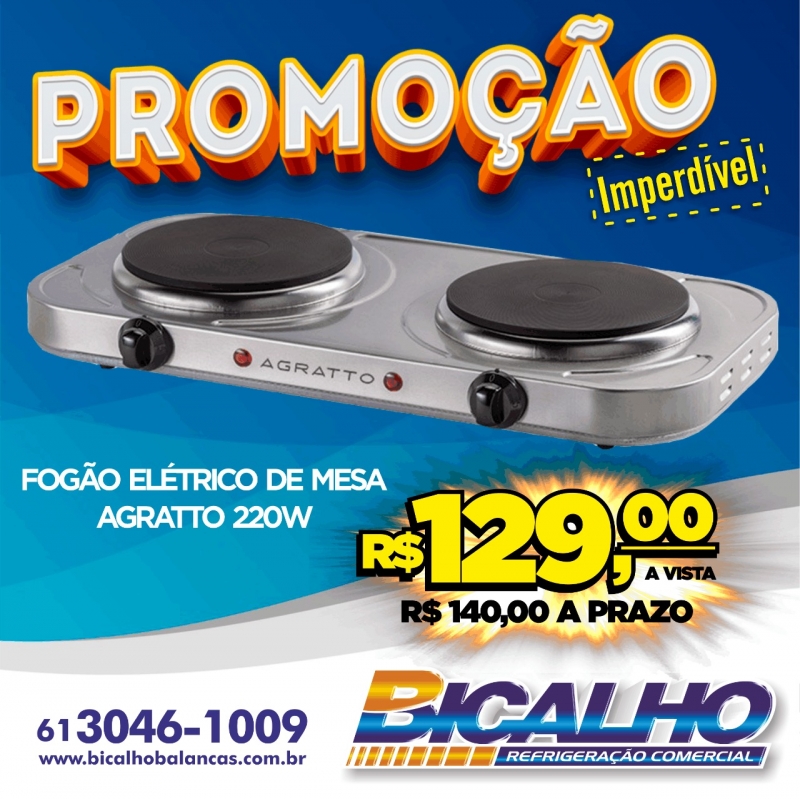 PROMOÇÃO
Imperdível
AGRATTO
FOGÃO ELÉTRICO DE MESA
AGRATTO 220W
R$129,00
A VISTA
R$ 140,00 A PRAZO
61 3046-1009
www.bicalhobalancas.com.br
BICALHO
REFRIGERAÇÃO COMERCIAL